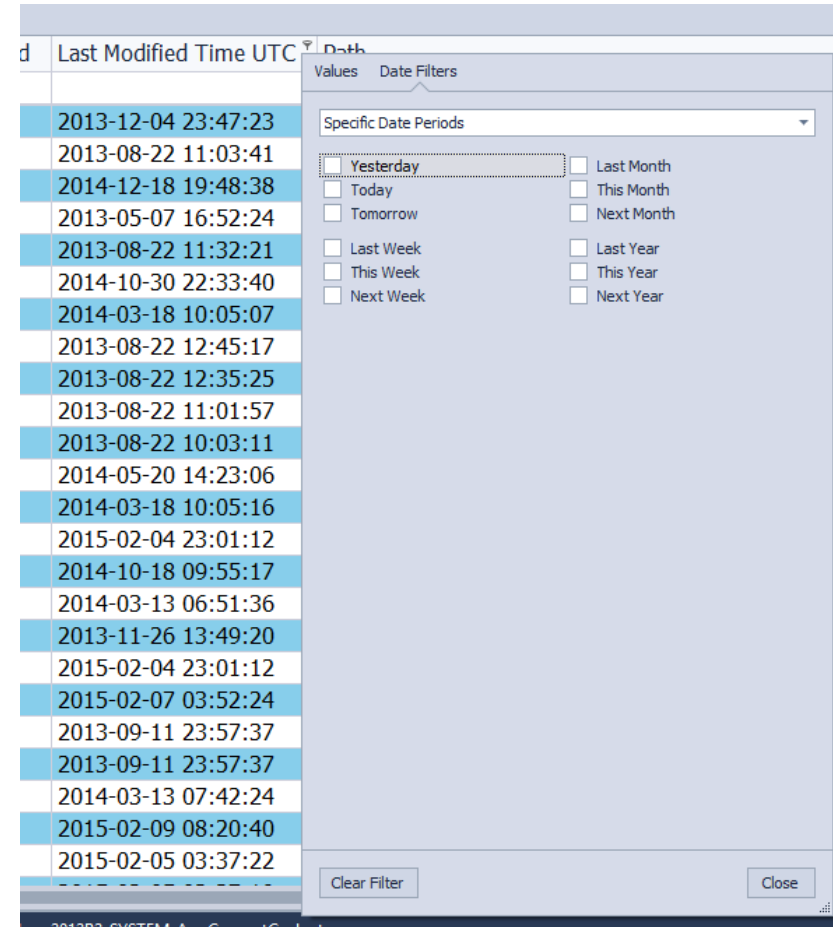 d Last Modified Time UTC Path
Values Date Filters
Specific Date Periods
Yesterday Last Month
Today This Month
Tomorrow Next Month
Last Week Last Year
This Week This Year
Next Week Next Year
2013-12-04 23:47:23
2013-08-22 11:03:41
2014-12-18 19:48:38
2013-05-07 16:52:24
2013-08-22 11:32:21
2014-10-30 22:33:40
2014-03-18 10:05:07
2013-08-22 12:45:17
2013-08-22 12:35:25
2013-08-22 11:01:57
2013-08-22 10:03:11
2014-05-20 14:23:06
2014-03-18 10:05:16
2015-02-04 23:01:12
2014-10-18 09:55:17
2014-03-13 06:51:36
2013-11-26 13:49:20
2015-02-04 23:01:12
2015-02-07 03:52:24
2013-09-11 23:57:37
2013-09-11 23:57:37
2014-03-13 07:42:24
2015-02-09 08:20:40
2015-02-05 03:37:22
Clear Filter Close